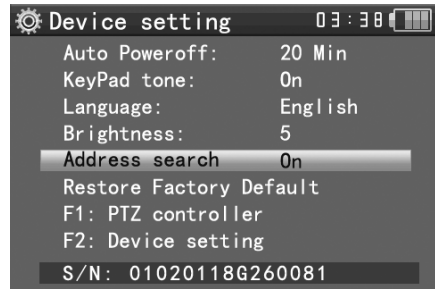 Device setting 03:38
Auto Poweroff: 20 Min
KeyPad tone: On
Language: English
Brightness: 5
Address search On
Restore Factory Default
F1: PTZ controller
F2: Device setting
S/N: 01020118G260081